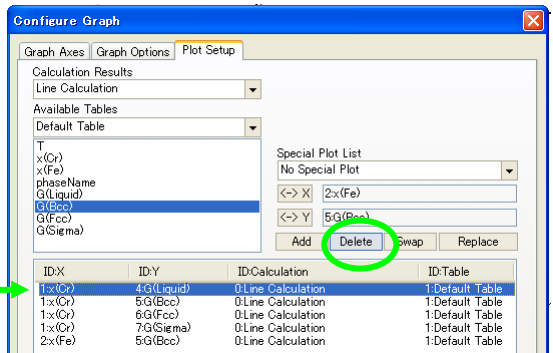 Configure Graph
Graph Axes Graph Options Plot Setup
Calculation Results
Line Calculation
Available Tables
Default Table
T
x(Cr)
x(Fe)
phaseName
G(Liquid)
G(Bcc)
G(Fcc)
G(Sigma)
Special Plot List
No Special Plot
<-> X 2:x(Fe)
<-> Y 5:G(Bcc)
Add Delete Swap Replace
ID:X ID:Y ID:Calculation ID:Table
1:x(Cr) 4:G(Liquid) 0:Line Calculation 1:Default Table
1:x(Cr) 5:G(Bcc) 0:Line Calculation 1:Default Table
1:x(Cr) 6:G(Fcc) 0:Line Calculation 1:Default Table
1:x(Cr) 7:G(Sigma) 0:Line Calculation 1:Default Table
2:x(Fe) 5:G(Bcc) 0:Line Calculation 1:Default Table